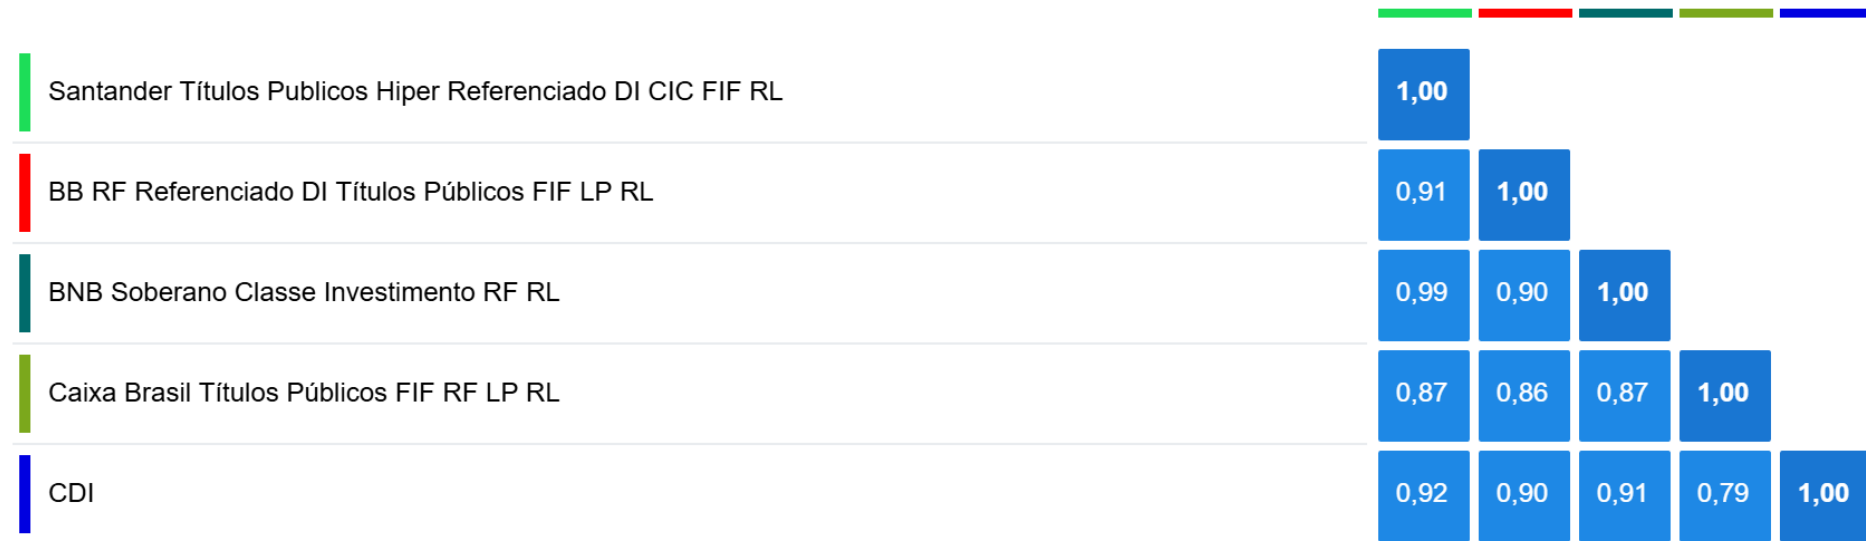 Santander Títulos Publicos Hiper Referenciado DI CIC FIF RL 1,00
BB RF Referenciado DI Títulos Públicos FIF LP RL 0,91 1,00
BNB Soberano Classe Investimento RF RL 0,99 0,90 1,00
Caixa Brasil Títulos Públicos FIF RF LP RL 0,87 0,86 0,87 1,00
CDI 0,92 0,90 0,91 0,79 1,00